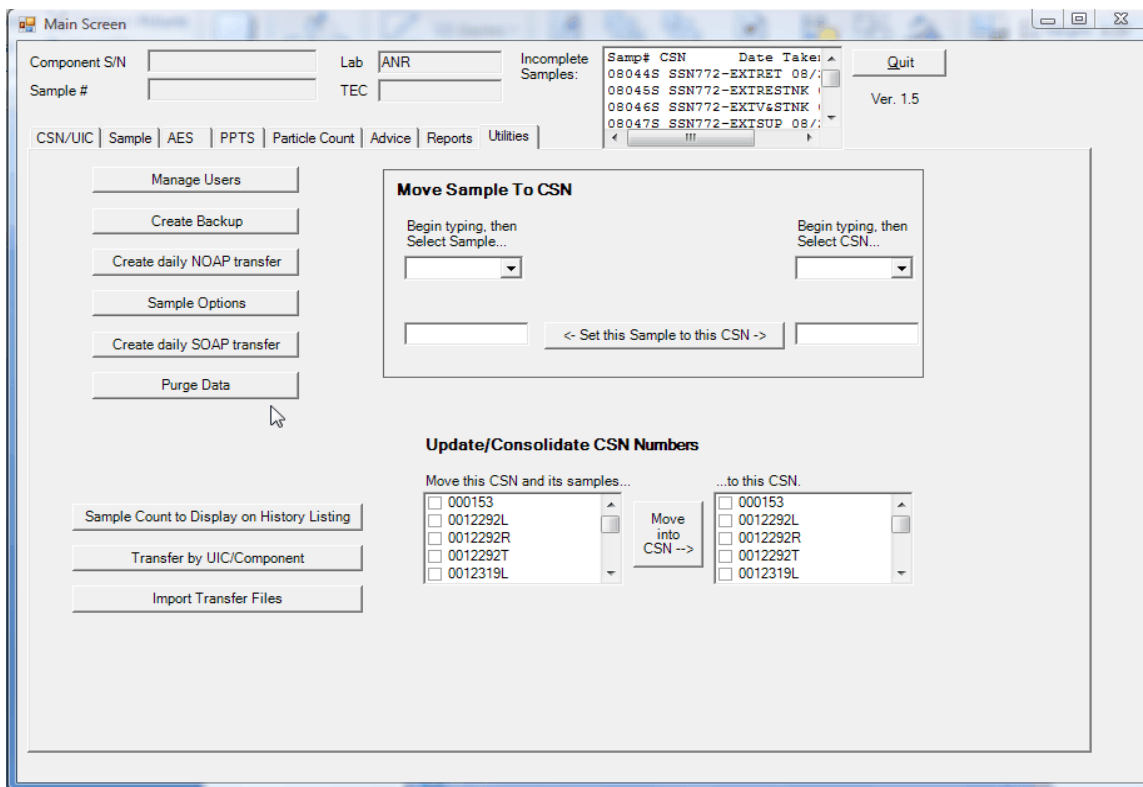 Main Screen
Component S/N
Lab ANR
Incomplete
Samples:
Samp# CSN Date Take
08044S SSN772-EXTRET 08/
08045S SSN772-EXTRESTNK
08046S SSN772-EXTV&STNK
08047S SSN772-EXTSUP 08/
Quit
Sample #
TEC
Ver. 1.5
CSN/UIC Sample AES PPTS Particle Count Advice Reports Utilities
Manage Users
Create Backup
Create daily NOAP transfer
Sample Options
Create daily SOAP transfer
Purge Data
Move Sample To CSN
Begin typing, then
Select Sample...
Begin typing, then
Select CSN...
<- Set this Sample to this CSN ->
Update/Consolidate CSN Numbers
Move this CSN and its samples...
000153
0012292L
0012292R
0012292T
0012319L
Move
into
CSN -->
...to this CSN.
000153
0012292L
0012292R
0012292T
0012319L
Sample Count to Display on History Listing
Transfer by UIC/Component
Import Transfer Files